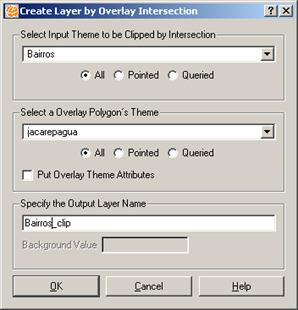 Create Layer by Overlay Intersection
Select Input Theme to be Clipped by Intersection
Bairros
All Pointed Queried
Select a Overlay Polygon's Theme
jacarepagua
All Pointed Queried
Put Overlay Theme Attributes
Specify the Output Layer Name
Bairros_clip
Background Value
OK Cancel Help